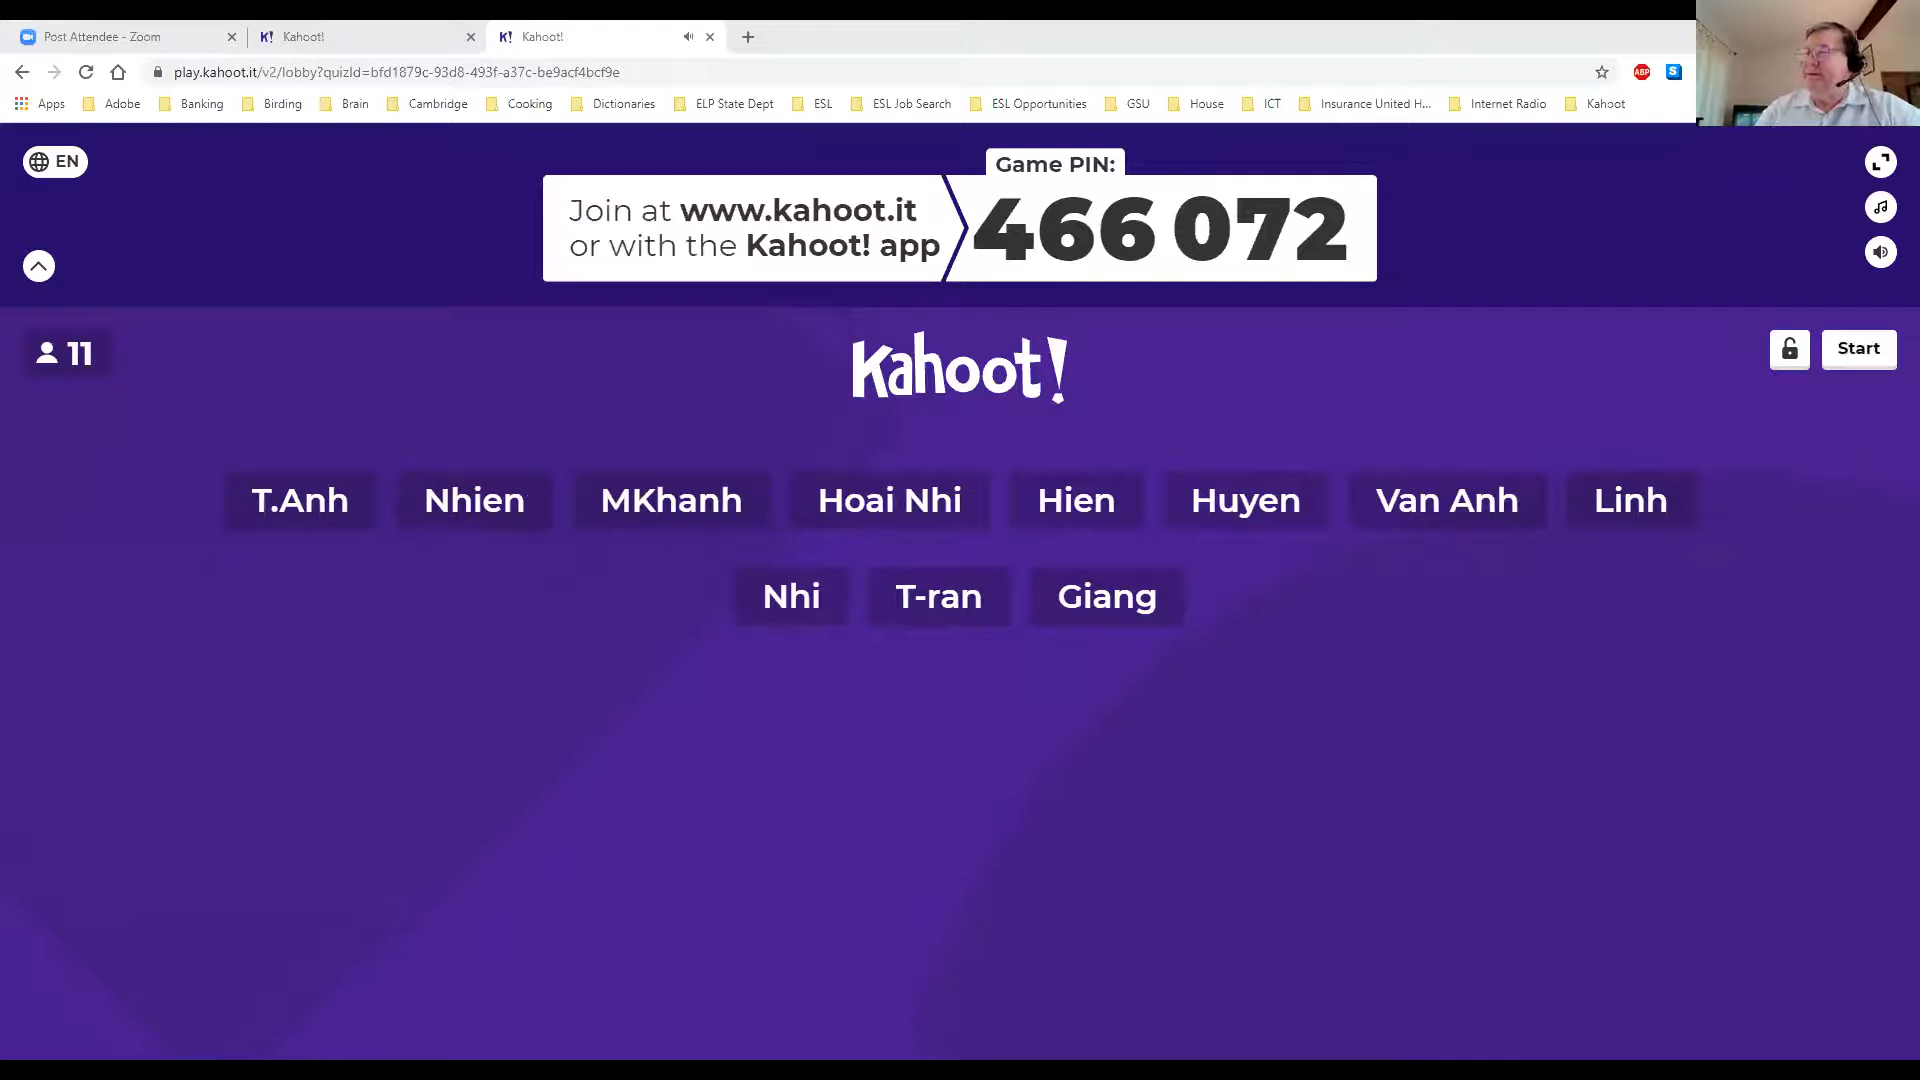 Post Attendee - Zoom
K! Kahoot!
K! Kahoot!
play.kahoot.it/v2/lobby?quizId=bfd1879c-93d8-493f-a37c-be9acf4bcf9e
ABP
S
Apps Adobe Banking Birding Brain Cambridge Cooking Dictionaries ELP State Dept ESL ESL Job Search ESL Opportunities GSU House ICT Insurance United H... Internet Radio Kahoot
EN
Game PIN:
Join at www.kahoot.it
or with the Kahoot! app
466 072
11
Kahoot!
Start
T.Anh Nhien MKhanh Hoai Nhi Hien Huyen Van Anh Linh
Nhi T-ran Giang